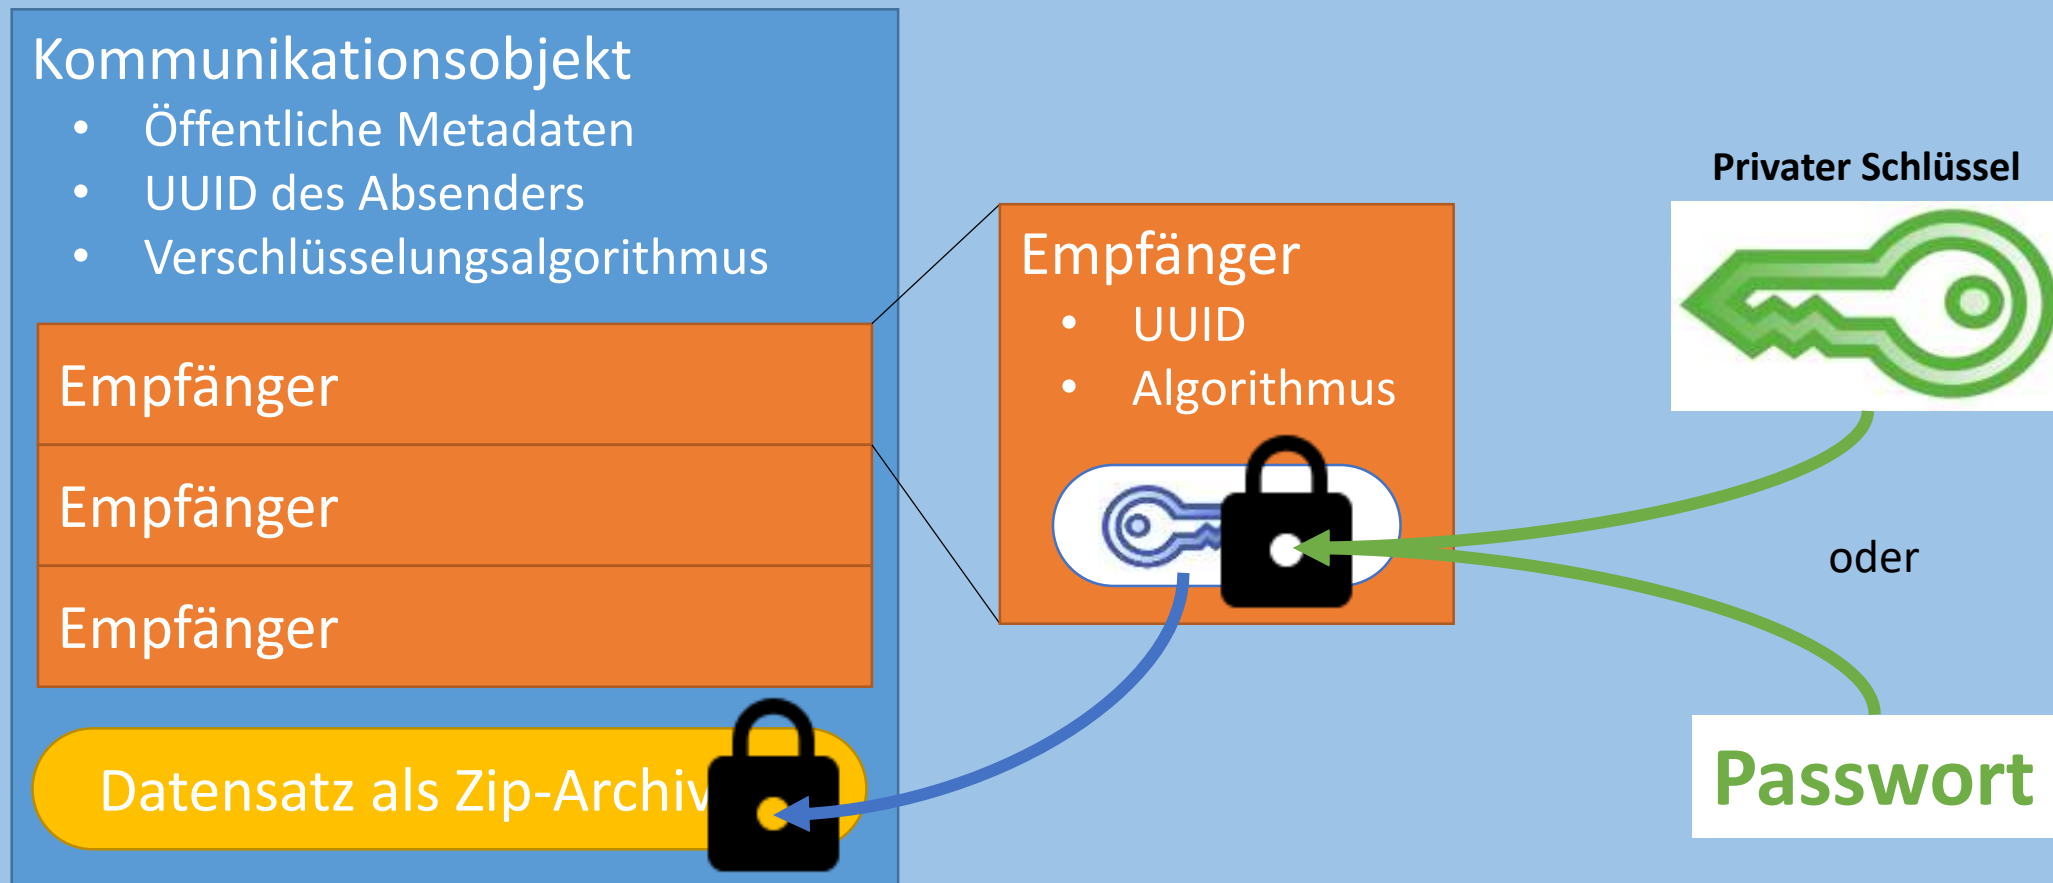 Kommunikationsobjekt
• Öffentliche Metadaten
• UUID des Absenders
• Verschlüsselungsalgorithmus
Empfänger
Empfänger
Empfänger
Datensatz als Zip-Archiv
Empfänger
• UUID
• Algorithmus
Privater Schlüssel
oder
Passwort